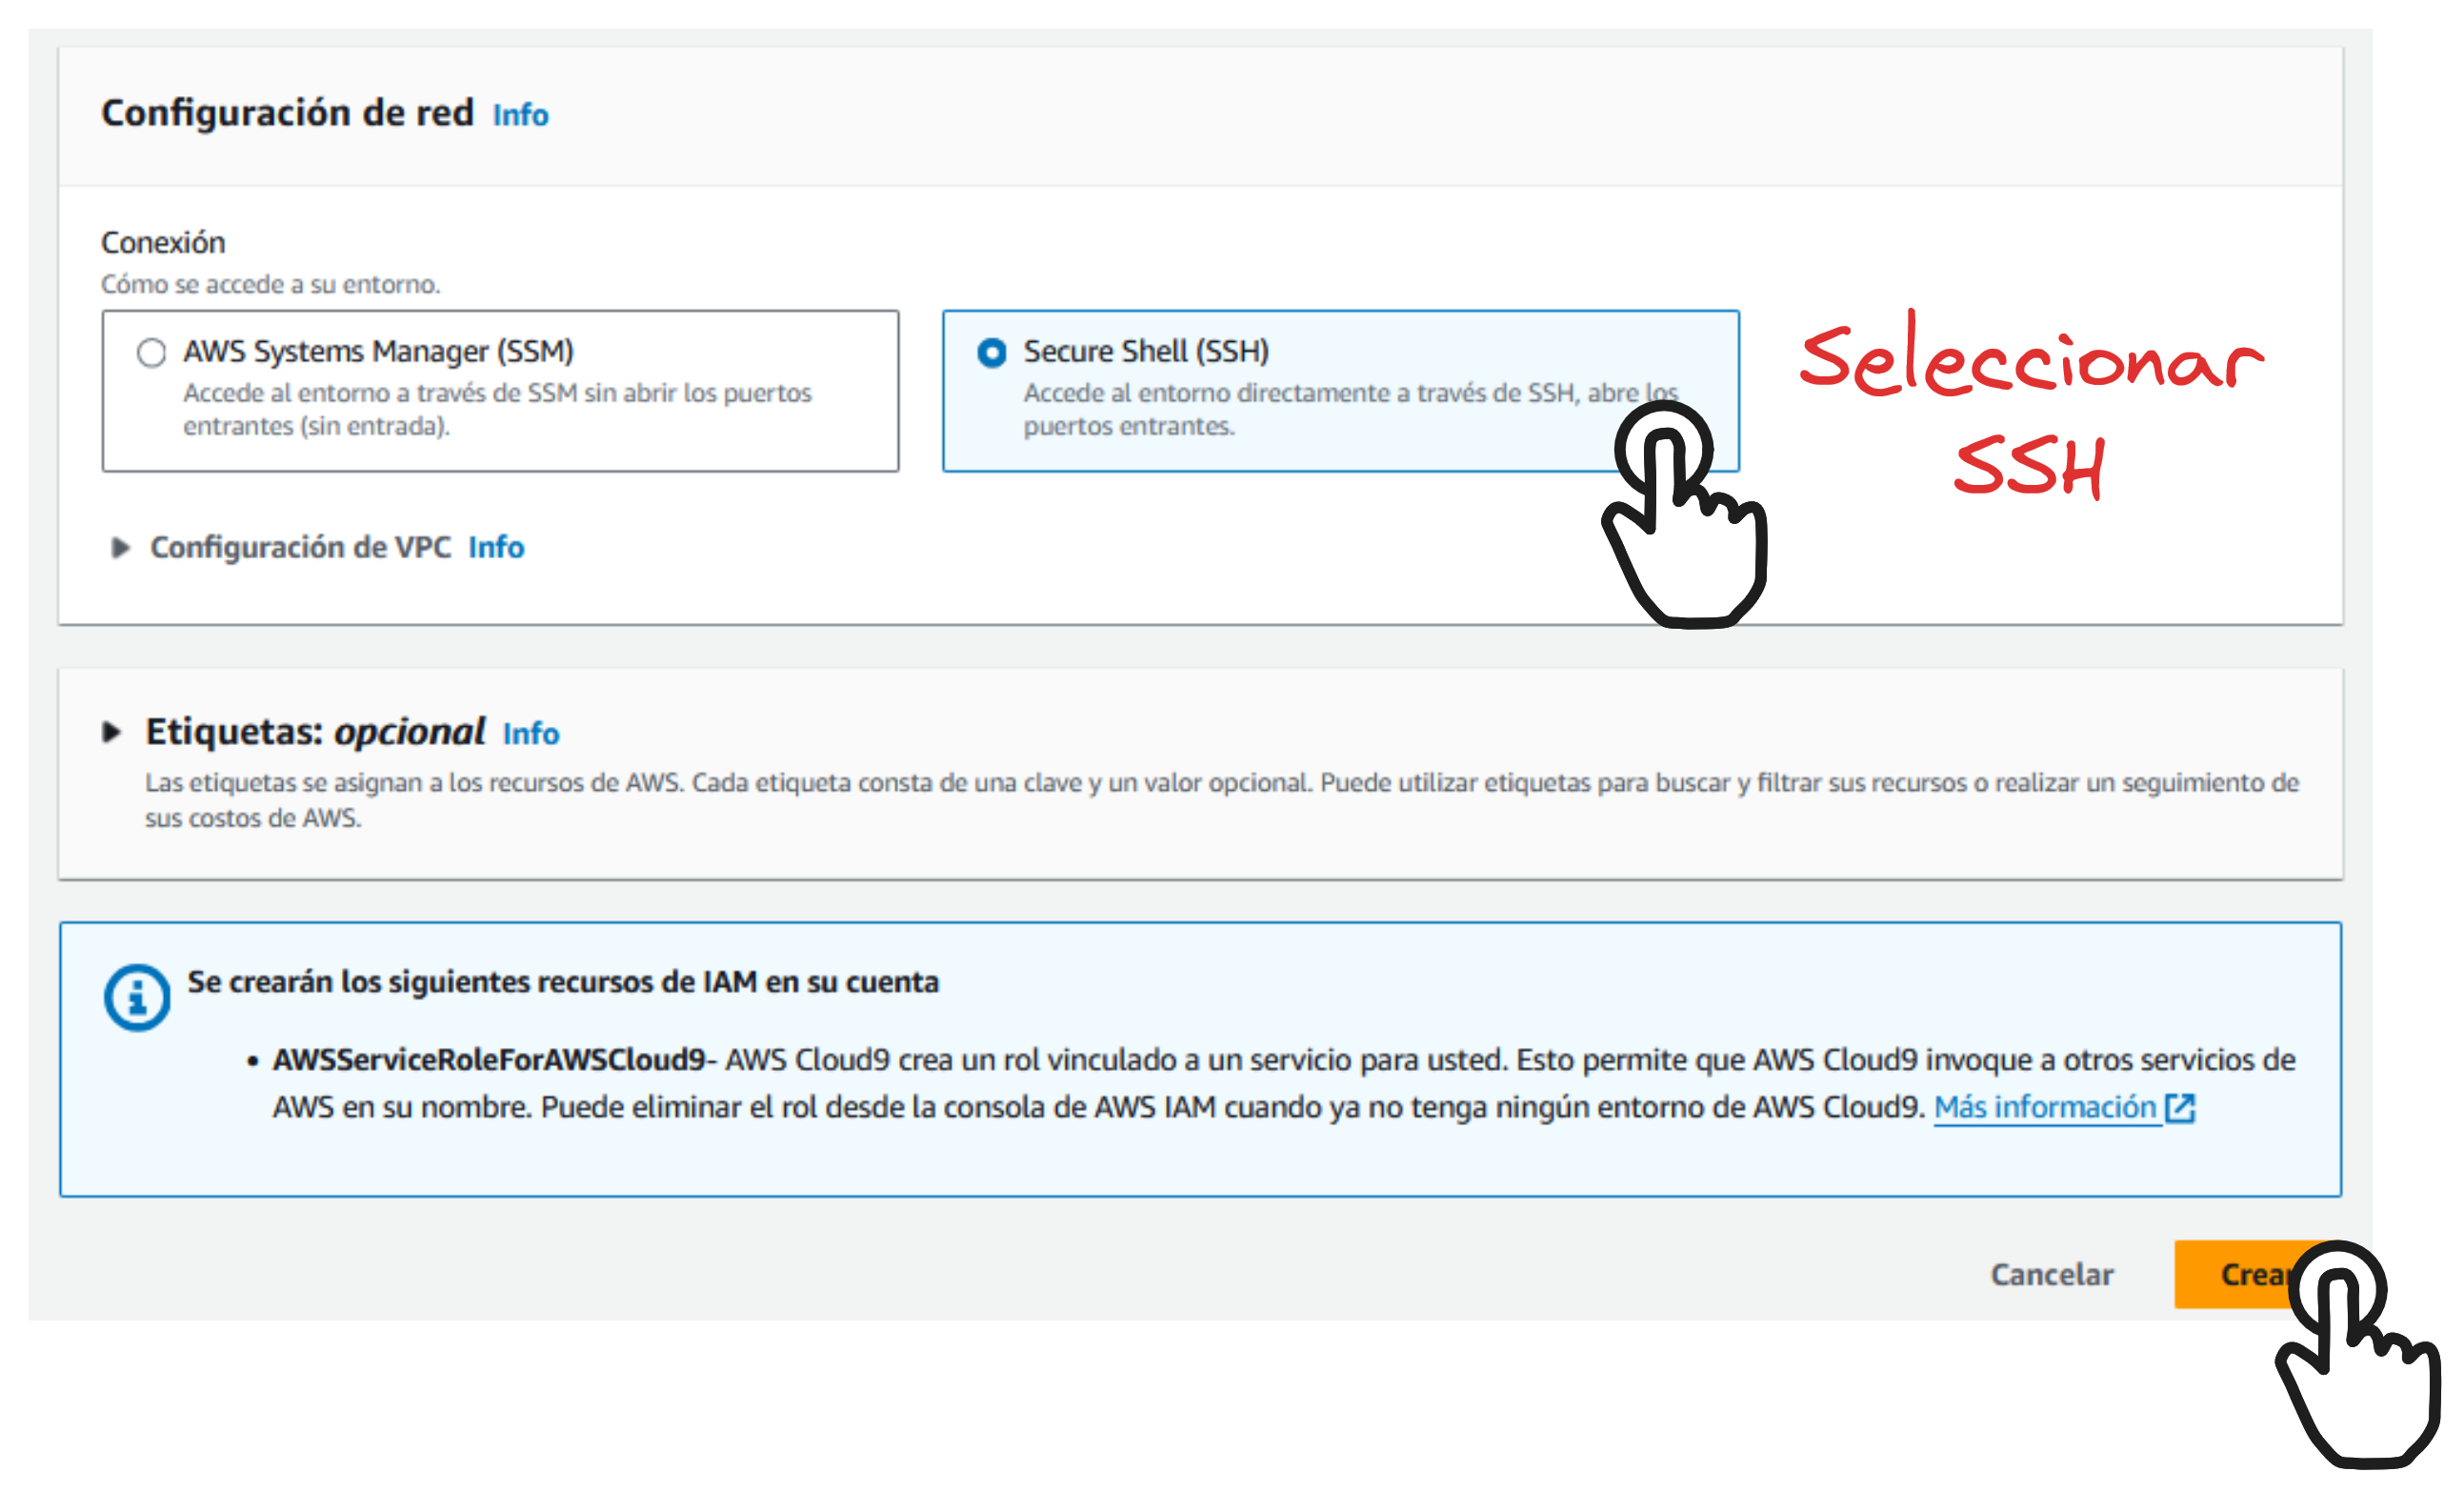 Configuración de red Info
Conexión
Cómo se accede a su entorno.
AWS Systems Manager (SSM)
Accede al entorno a través de SSM sin abrir los puertos
entrantes (sin entrada).
Secure Shell (SSH)
Accede al entorno directamente a través de SSH, abre los
puertos entrantes.
Seleccionar
SSH
Configuración de VPC Info
Etiquetas: opcional Info
Las etiquetas se asignan a los recursos de AWS. Cada etiqueta consta de una clave y un valor opcional. Puede utilizar etiquetas para buscar y filtrar sus recursos o realizar un seguimiento de
sus costos de AWS.
Se crearán los siguientes recursos de IAM en su cuenta
• AWSServiceRoleForAWSCloud9- AWS Cloud9 crea un rol vinculado a un servicio para usted. Esto permite que AWS Cloud9 invoque a otros servicios de
AWS en su nombre. Puede eliminar el rol desde la consola de AWS IAM cuando ya no tenga ningún entorno de AWS Cloud9. Más información
Cancelar
Crear